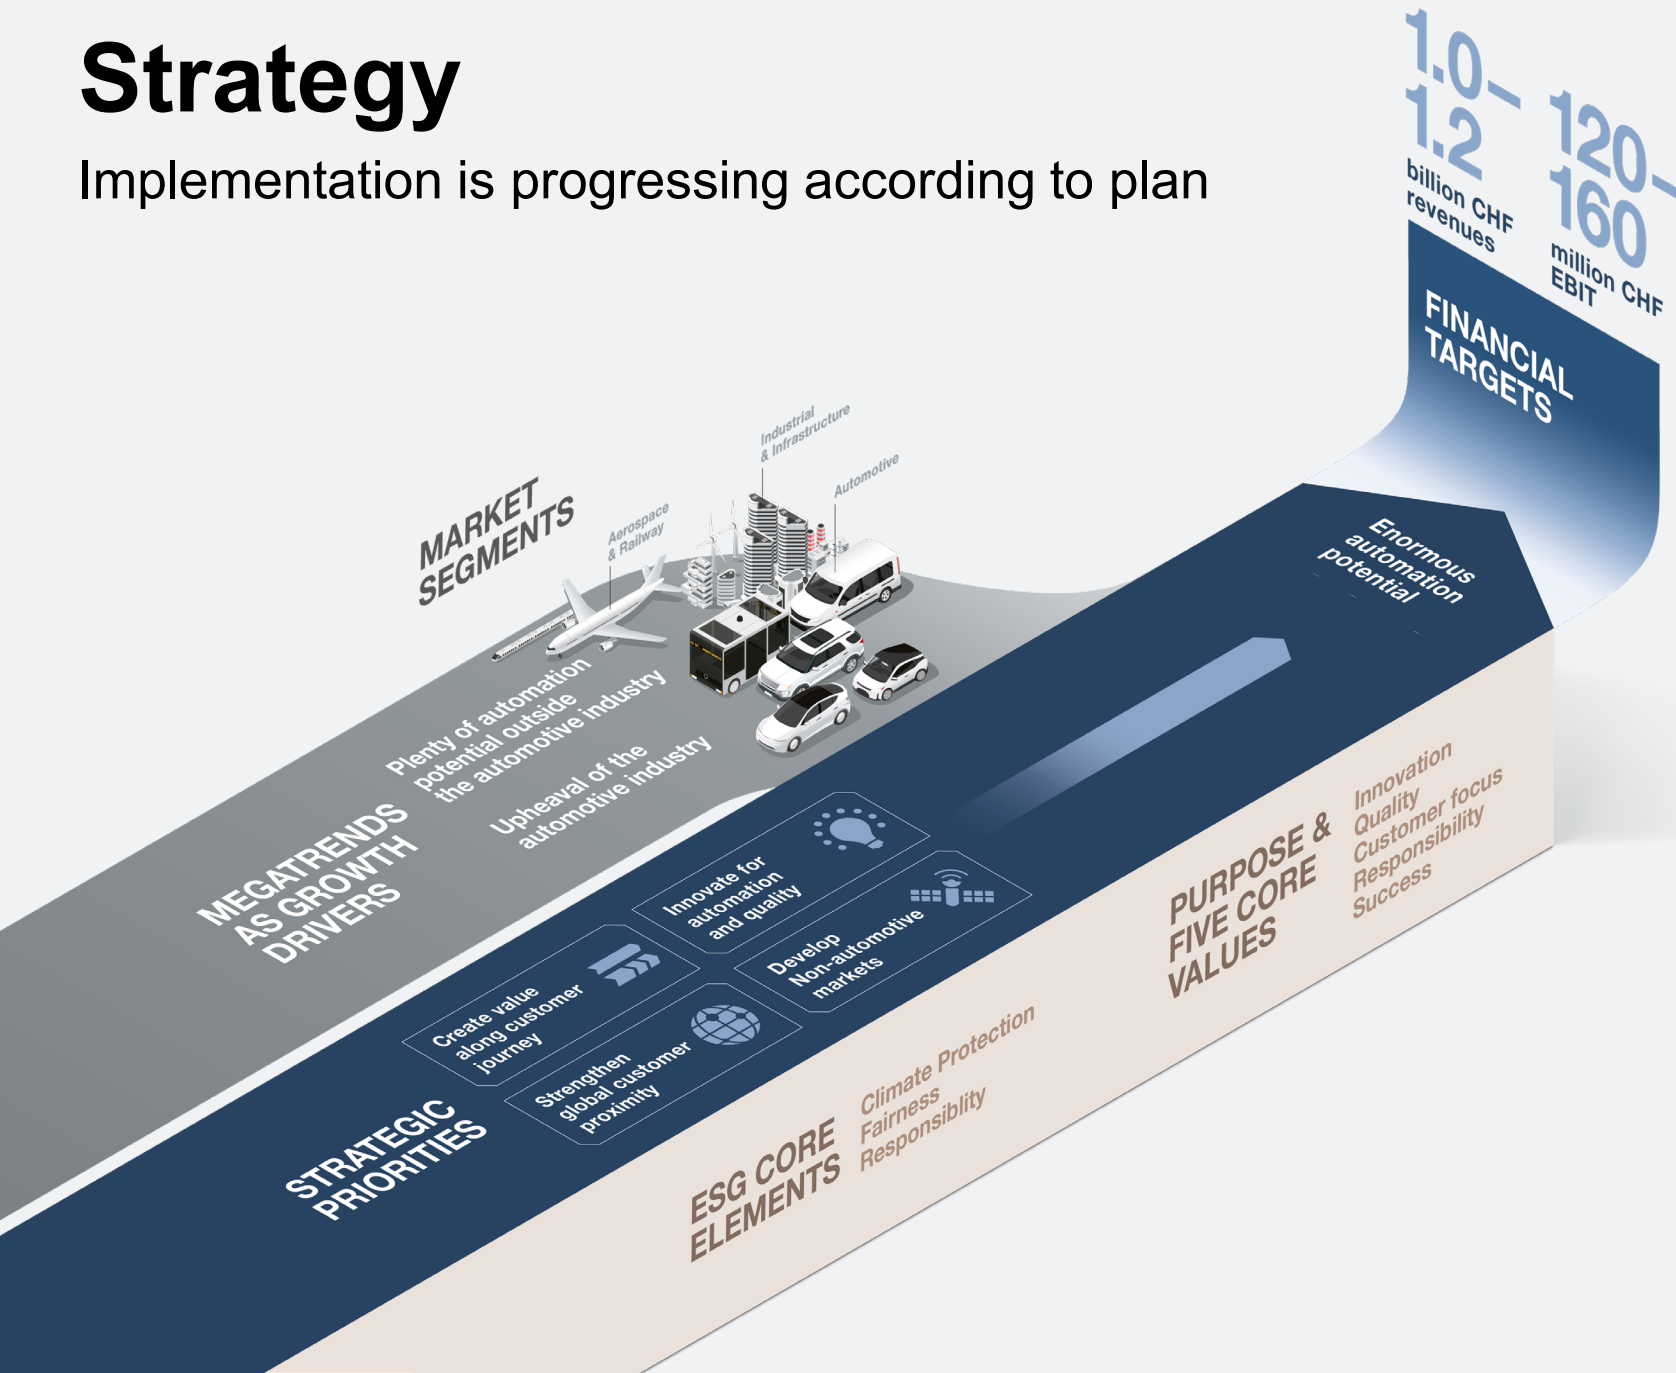 Strategy
Implementation is progressing according to plan
1.0–
1.2
billion CHF
revenues
120–
160
million CHF
EBIT
FINANCIAL
TARGETS
MARKET
SEGMENTS
Aerospace
& Railway
Industrial
& Infrastructure
Automotive
Enormous
automation
potential
Plenty of automation
potential outside
the automotive industry
Upheaval of the
automotive industry
MEGATRENDS
AS GROWTH
DRIVERS
Innovate for
automation
and quality
Develop
Non-automotive
markets
Create value
along customer
journey
Strengthen
global customer
proximity
STRATEGIC
PRIORITIES
PURPOSE &
FIVE CORE
VALUES
Innovation
Quality
Customer focus
Responsibility
Success
ESG CORE
ELEMENTS
Climate Protection
Fairness
Responsiblity